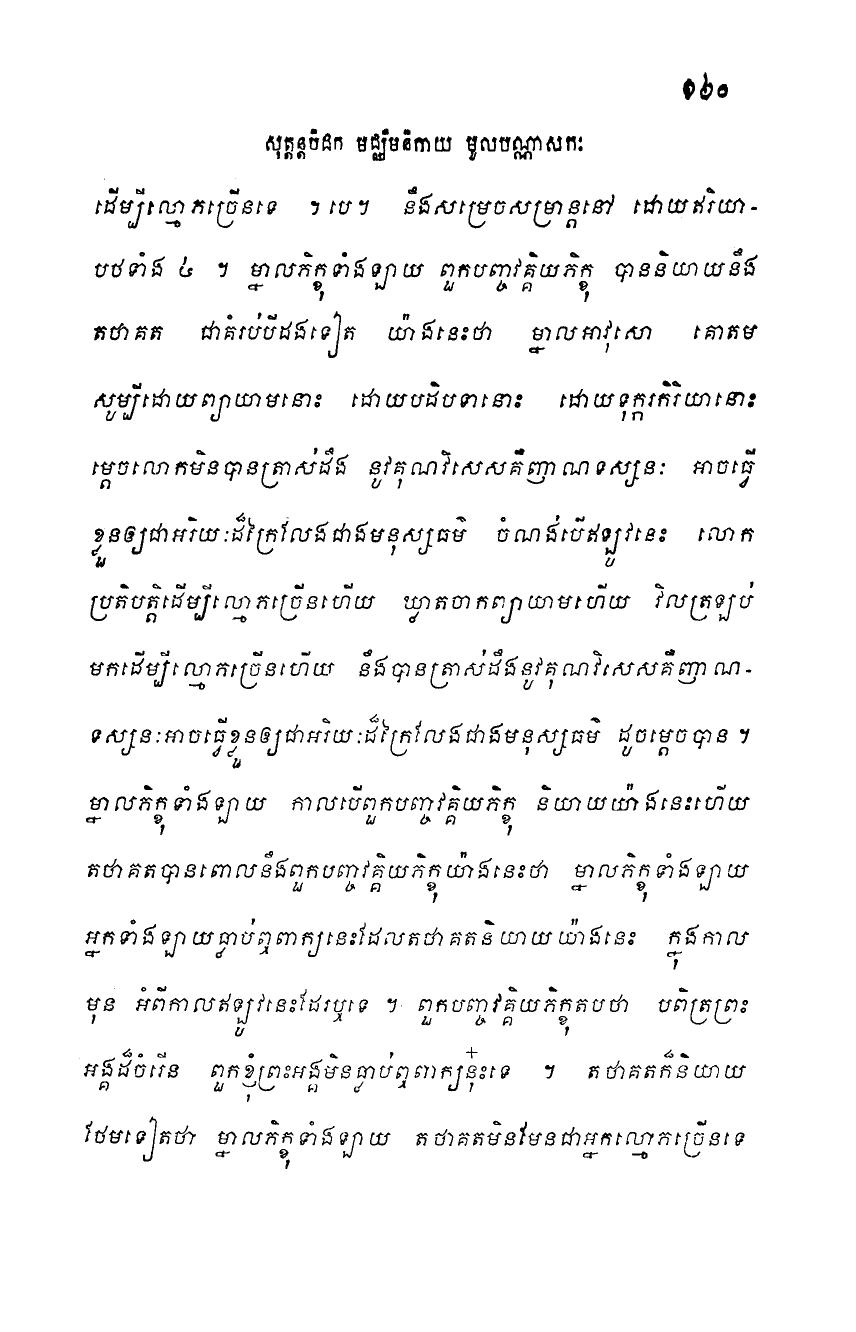 ១៦០
សុត្តន្តបិដក មជ្ឈិមនិកាយ មូលបណ្ណាសកៈ
ដើម្បីល្មោភច្រើនទេ ។ បេ។ នឹងសម្រេចសម្រាន្តនៅ ដោយឥរិយា-
បថទាំង ៤ ។ ម្នាលភិក្ខុទាំងឡាយ ពួកបញ្ចវគ្គិយភិក្ខុ បាននិយាយនឹង
តថាគត ជាគំរប់បីដងទៀត យ៉ាងនេះថា ម្នាលអាវុសោ គោតម
សូម្បីដោយព្យាយាមនោះ ដោយបដិបទានោះ ដោយទុក្ករកិរិយានោះ
ម្តេចលោកមិនបានត្រាស់ដឹង នូវគុណវិសេសគឺញាណទស្សនៈ អាចធ្វើ
ខ្លួនឲ្យជាអរិយៈដ៏ក្រៃលែងជាងមនុស្សធម៌ ចំណង់បើឥឡូវនេះ លោក
ប្រតិបត្តិដើម្បីល្មោភច្រើនហើយ ឃ្លាតចាកព្យាយាមហើយ វិលត្រឡប់
មកដើម្បីល្មោភច្រើនហើយ នឹងបានត្រាស់ដឹងនូវគុណវិសេសគឺញាណ-
ទស្សនៈអាចធ្វើខ្លួនឲ្យជាអរិយៈដ៏ក្រៃលែងជាងមនុស្សធម៌ ដូចម្តេចបាន ។
ម្នាលភិក្ខុទាំងឡាយ កាលបើពួកបញ្ចវគ្គិយភិក្ខុ និយាយយ៉ាងនេះហើយ
តថាគតបានពោលនឹងពួកបញ្ចវគ្គិយភិក្ខុយ៉ាងនេះថា ម្នាលភិក្ខុទាំងឡាយ
អ្នកទាំងឡាយធ្លាប់ឮពាក្យនេះដែលតថាគតនិយាយយ៉ាងនេះ ក្នុងកាល
មុន អំពីកាលឥឡូវនេះដែរឬទេ ។ ពួកបញ្ចវគ្គិយភិក្ខុតបថា បពិត្រព្រះ
អង្គដ៏ចំរើន ពួកខ្ញុំព្រះអង្គមិនធ្លាប់ឮពាក្យនុ៎ះទេ ។ តថាគតក៏និយាយ
ថែមទៀតថា ម្នាលភិក្ខុទាំងឡាយ តថាគតមិនមែនជាអ្នកល្មោភច្រើនទេ